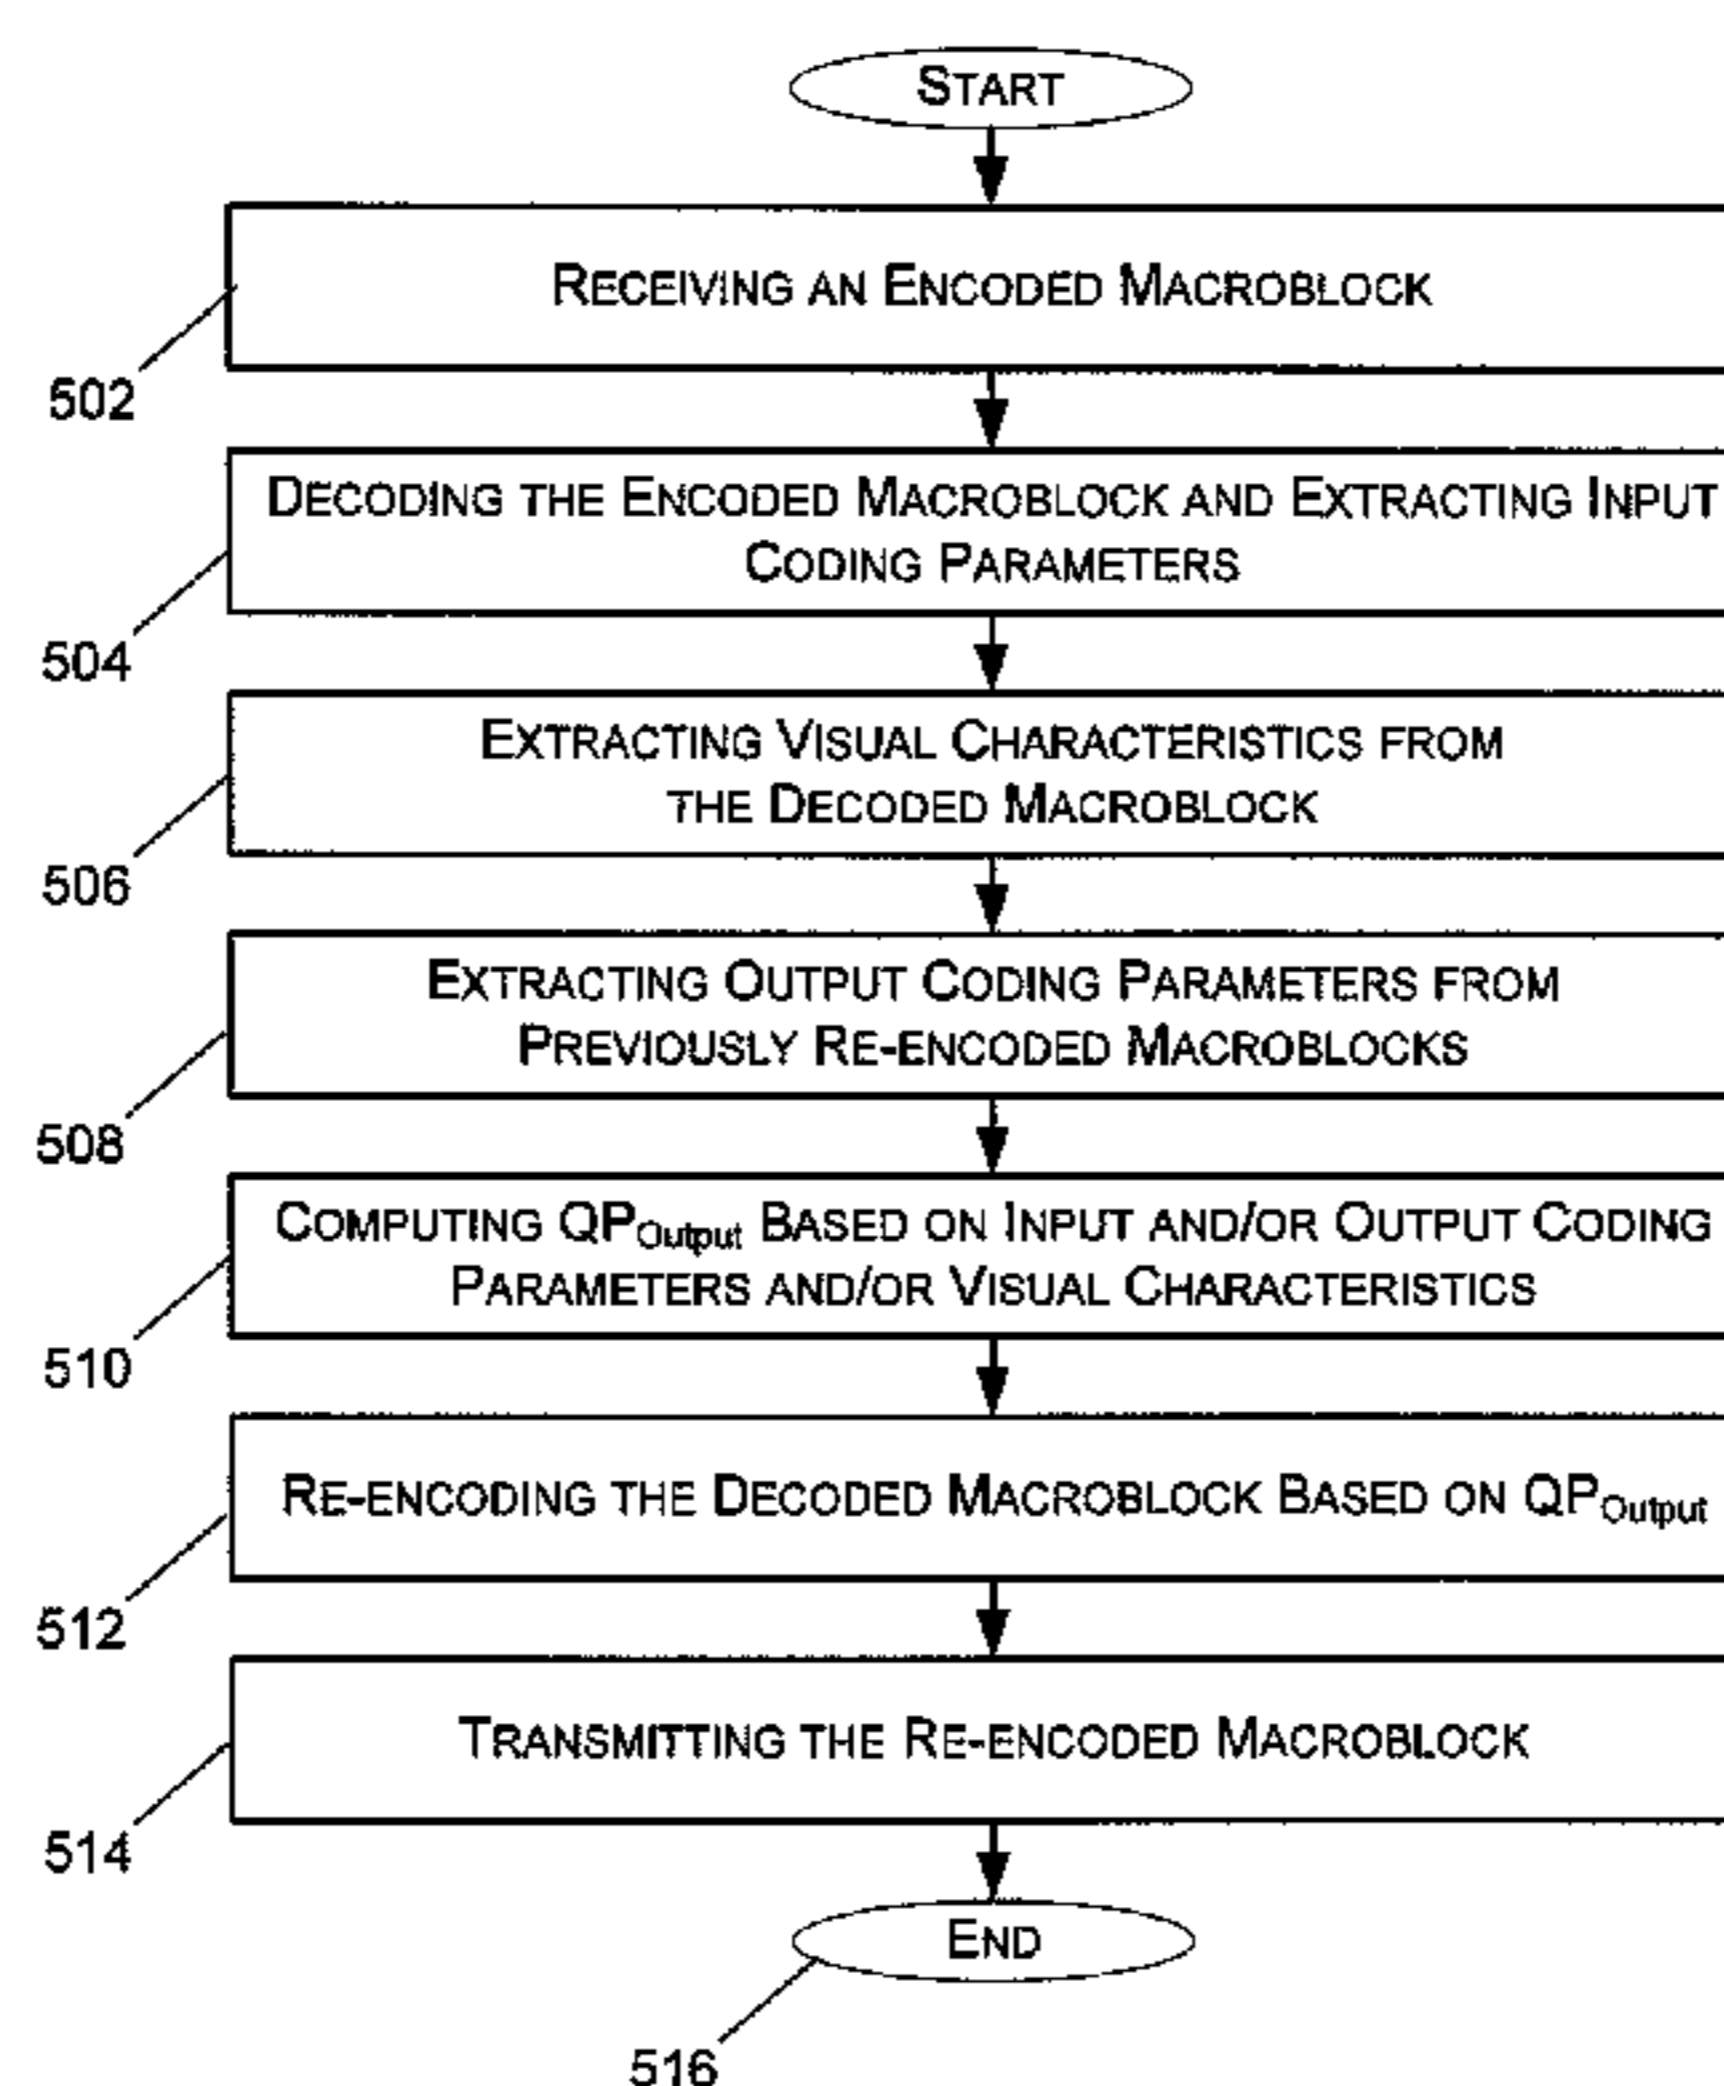 START
RECEIVING AN ENCODED MACROBLOCK
502
DECODING THE ENCODED MACROBLOCK AND EXTRACTING INPUT
CODING PARAMETERS
504
EXTRACTING VISUAL CHARACTERISTICS FROM
THE DECODED MACROBLOCK
506
EXTRACTING OUTPUT CODING PARAMETERS FROM
PREVIOUSLY RE-ENCODED MACROBLOCKS
508
COMPUTING QPOutput BASED ON INPUT AND/OR OUTPUT CODING
PARAMETERS AND/OR VISUAL CHARACTERISTICS
510
RE-ENCODING THE DECODED MACROBLOCK BASED ON QPOutput
512
TRANSMITTING THE RE-ENCODED MACROBLOCK
514
END
516